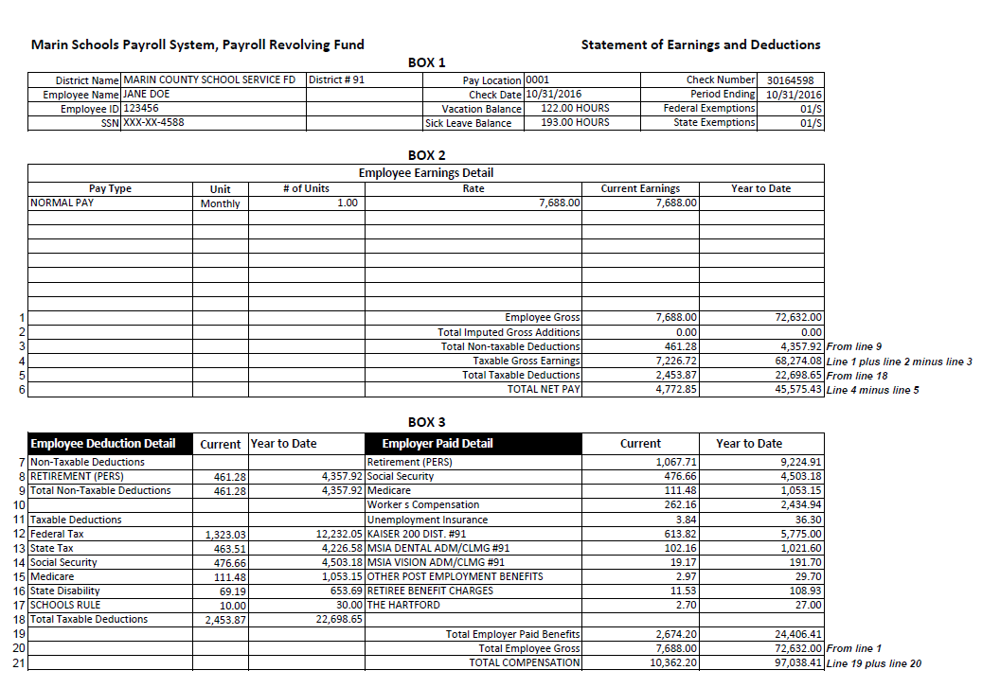 Marin Schools Payroll System, Payroll Revolving Fund Statement of Earnings and Deductions
BOX 1
District Name MARIN COUNTY SCHOOL SERVICE FD District # 91 Pay Location 0001 Check Number 30164598
Employee Name JANE DOE Check Date 10/31/2016 Period Ending 10/31/2016
Employee ID 123456 Vacation Balance 122.00 HOURS Federal Exemptions 01/S
SSN XXX-XX-4588 Sick Leave Balance 193.00 HOURS State Exemptions 01/S
BOX 2
Employee Earnings Detail
Pay Type Unit # of Units Rate Current Earnings Year to Date
NORMAL PAY Monthly 1.00 7,688.00 7,688.00
1 Employee Gross 7,688.00 72,632.00
2 Total Imputed Gross Additions 0.00 0.00
3 Total Non-taxable Deductions 461.28 4,357.92 From line 9
4 Taxable Gross Earnings 7,226.72 68,274.08 Line 1 plus line 2 minus line 3
5 Total Taxable Deductions 2,453.87 22,698.65 From line 18
6 TOTAL NET PAY 4,772.85 45,575.43 Line 4 minus line 5
BOX 3
Employee Deduction Detail Current Year to Date Employer Paid Detail Current Year to Date
7 Non-Taxable Deductions Retirement (PERS) 1,067.71 9,224.91
8 RETIREMENT (PERS) 461.28 4,357.92 Social Security 476.66 4,503.18
9 Total Non-Taxable Deductions 461.28 4,357.92 Medicare 111.48 1,053.15
10 Worker s Compensation 262.16 2,434.94
11 Taxable Deductions Unemployment Insurance 3.84 36.30
12 Federal Tax 1,323.03 12,232.05 KAISER 200 DIST. #91 613.82 5,775.00
13 State Tax 463.51 4,226.58 MSIA DENTAL ADM/CLMG #91 102.16 1,021.60
14 Social Security 476.66 4,503.18 MSIA VISION ADM/CLMG #91 19.17 191.70
15 Medicare 111.48 1,053.15 OTHER POST EMPLOYMENT BENEFITS 2.97 29.70
16 State Disability 69.19 653.69 RETIREE BENEFIT CHARGES 11.53 108.93
17 SCHOOLS RULE 10.00 30.00 THE HARTFORD 2.70 27.00
18 Total Taxable Deductions 2,453.87 22,698.65
19 Total Employer Paid Benefits 2,674.20 24,406.41
20 Total Employee Gross 7,688.00 72,632.00 From line 1
21 TOTAL COMPENSATION 10,362.20 97,038.41 Line 19 plus line 20